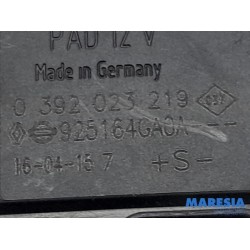 PAD 12 V
Made in Germany
0 392 023 219
925164GA0A
16-04-15 7 +S-
MARESIA